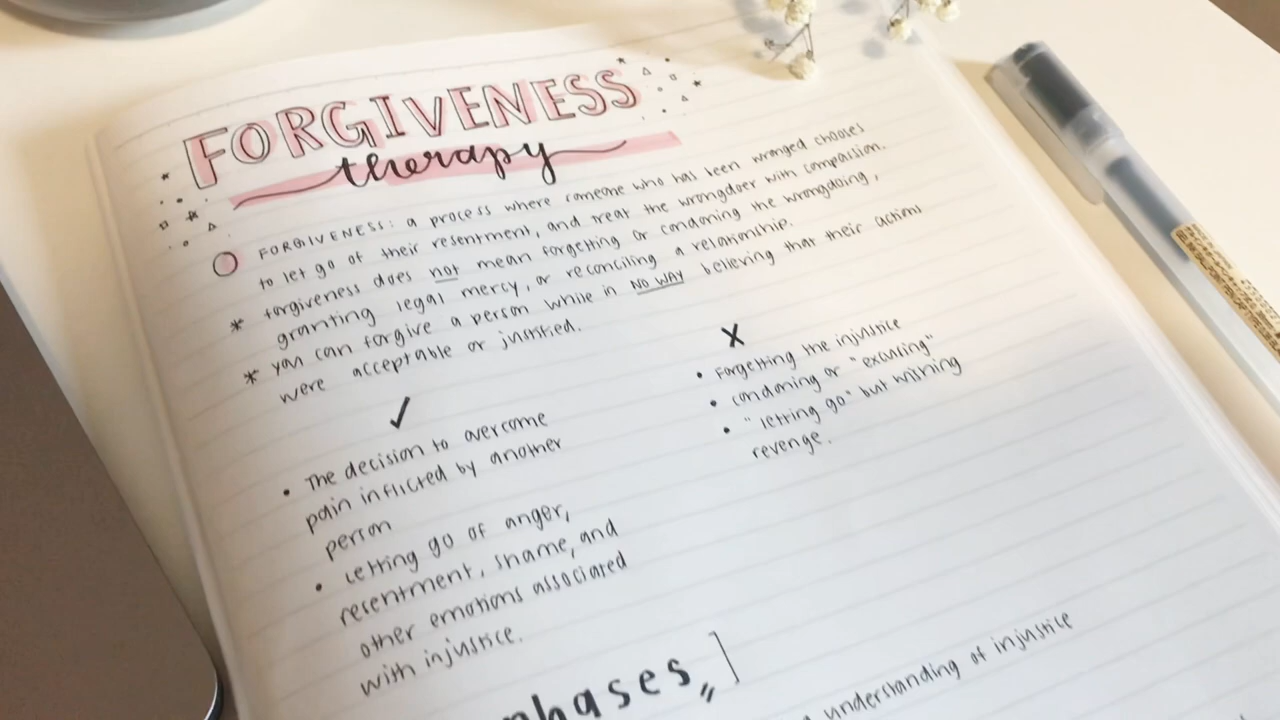 FORGIVENESS
therapy
FORGIVENESS: a process where someone who has been wronged chooses
to let go of their resentment, and treat the wrongdoer with compassion.
* forgiveness does not mean forgetting or condoning the wrongdoing,
granting legal mercy, or reconciling a relationship.
* you can forgive a person while in NO WAY believing that their actions
were acceptable or justified.
✓
• The decision to overcome
pain inflicted by another
person
• Letting go of anger,
resentment, shame, and
other emotions associated
with injustice.
X
• Forgetting the injustice
• condoning or "excusing"
• "letting go" but wishing
revenge.
phases,, ]
understanding of injustice